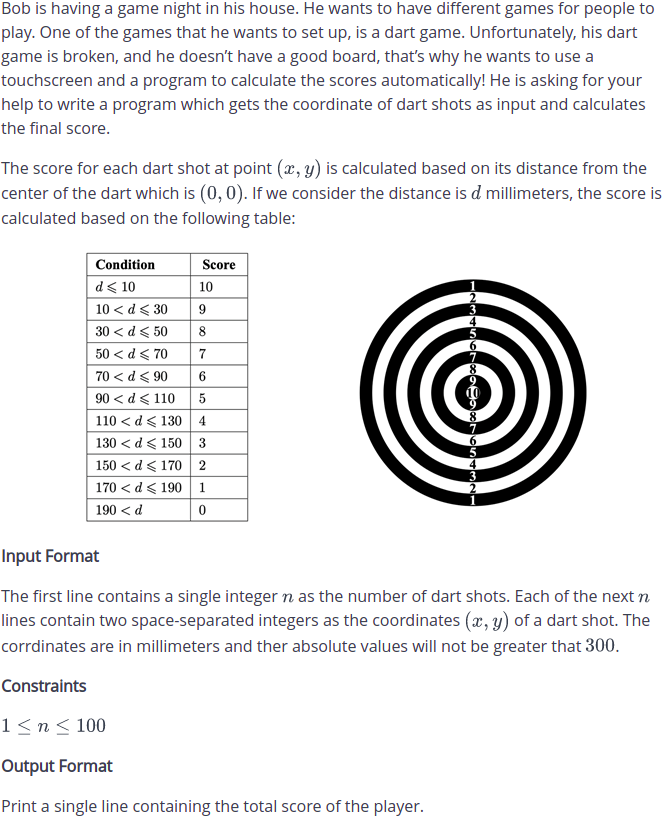 Bob is having a game night in his house. He wants to have different games for people to
play. One of the games that he wants to set up, is a dart game. Unfortunately, his dart
game is broken, and he doesn’t have a good board, that’s why he wants to use a
touchscreen and a program to calculate the scores automatically! He is asking for your
help to write a program which gets the coordinate of dart shots as input and calculates
the final score.
The score for each dart shot at point (x, y) is calculated based on its distance from the
center of the dart which is (0, 0). If we consider the distance is d millimeters, the score is
calculated based on the following table:
Condition Score
d ⩽ 10 10
10 < d ⩽ 30 9
30 < d ⩽ 50 8
50 < d ⩽ 70 7
70 < d ⩽ 90 6
90 < d ⩽ 110 5
110 < d ⩽ 130 4
130 < d ⩽ 150 3
150 < d ⩽ 170 2
170 < d ⩽ 190 1
190 < d 0
1
2
3
4
5
6
7
8
9
10
9
8
7
6
5
4
3
2
1
Input Format
The first line contains a single integer n as the number of dart shots. Each of the next n
lines contain two space-separated integers as the coordinates (x, y) of a dart shot. The
corrdinates are in millimeters and ther absolute values will not be greater that 300.
Constraints
1 ≤ n ≤ 100
Output Format
Print a single line containing the total score of the player.